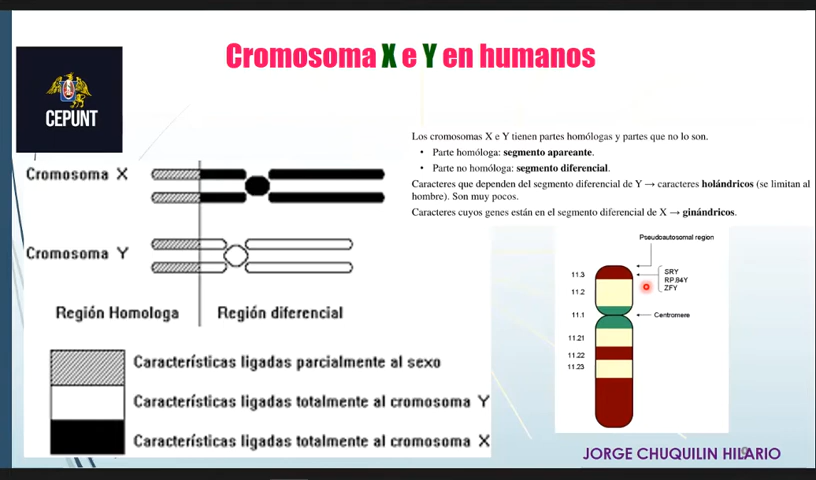 Cromosoma X e Y en humanos
CEPUNT
Cromosoma X
Cromosoma Y
Región Homologa
Región diferencial
Características ligadas parcialmente al sexo
Características ligadas totalmente al cromosoma Y
Características ligadas totalmente al cromosoma X
Los cromosomas X e Y tienen partes homólogas y partes que no lo son.
• Parte homóloga: segmento apareante.
• Parte no homóloga: segmento diferencial.
Caracteres que dependen del segmento diferencial de Y → caracteres holándricos (se limitan al
hombre). Son muy pocos.
Caracteres cuyos genes están en el segmento diferencial de X → ginándricos.
Pseudoautosomal region
11.3
SRY
RP.84Y
ZFY
11.2
11.1
Centromere
11.21
11.22
11.23
JORGE CHUQUILIN HILARIO